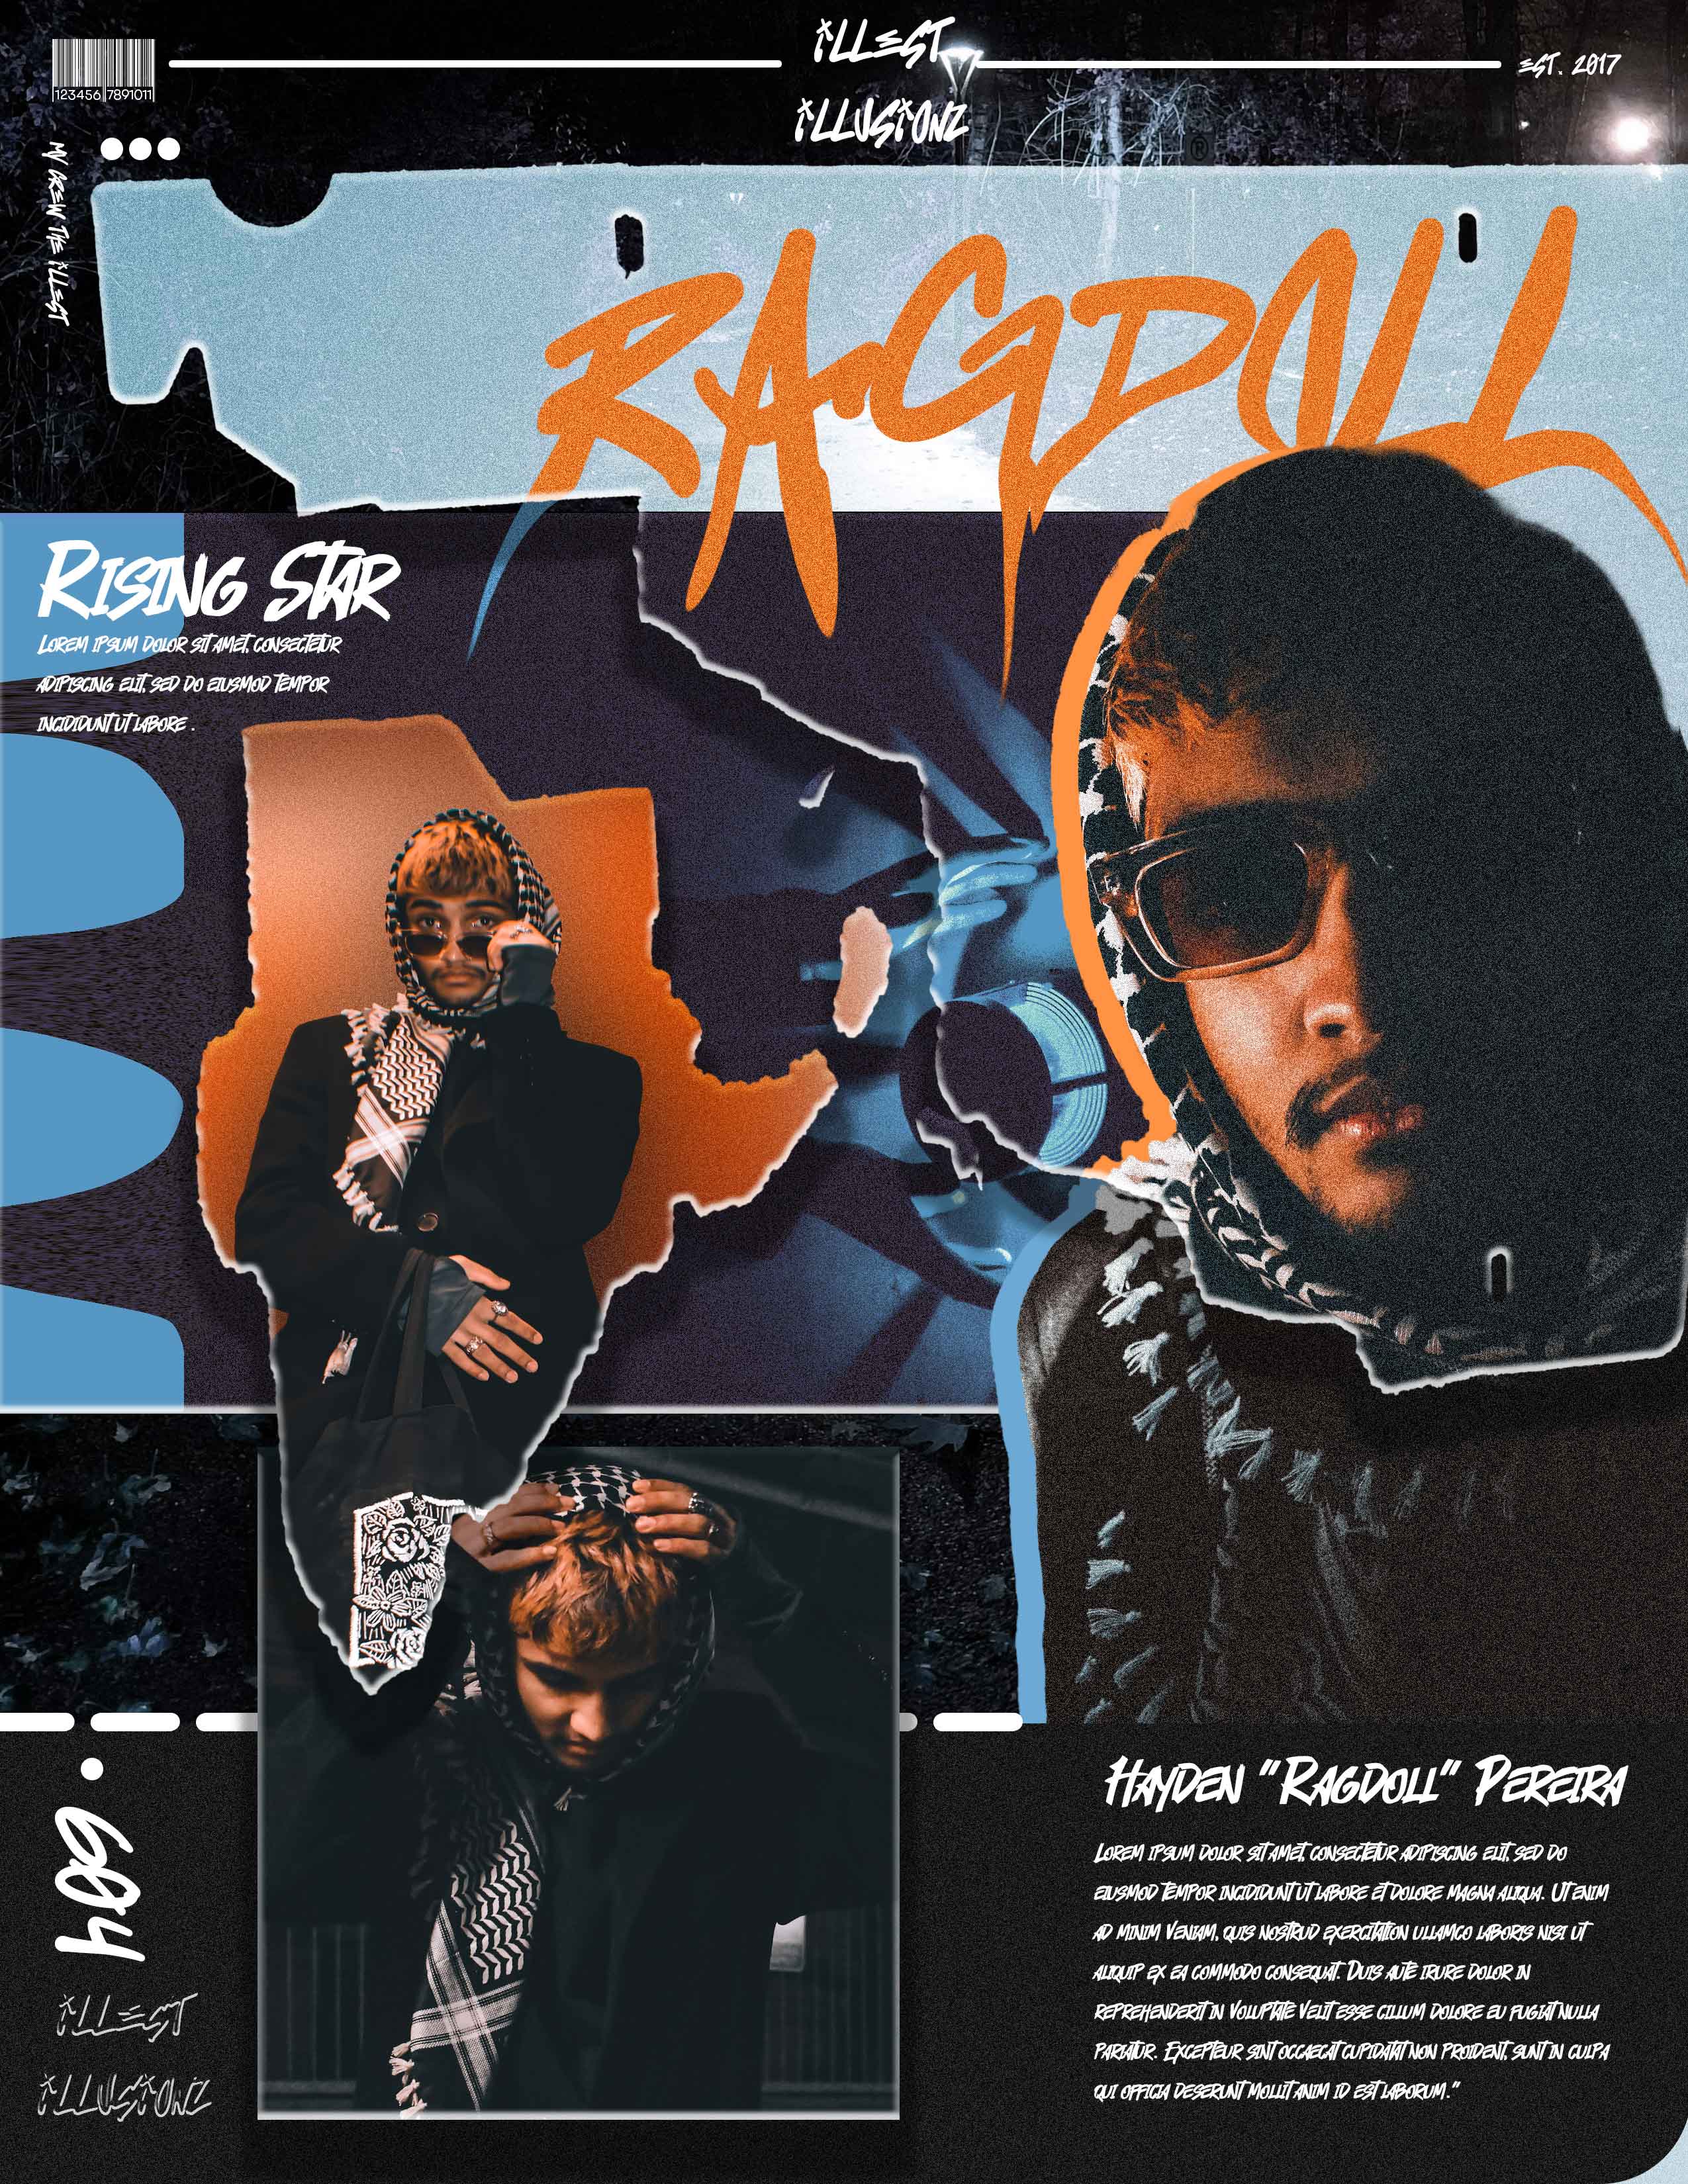 iLLEST
iLLUSiONZ
EST. 2017
123456 7891011
MY CREW THE iLLEST
®
RAGDOLL
RISING STAR
LOREM IPSUM DOLOR SIT AMET, CONSECTETUR
ADIPISCING ELIT, SED DO EIUSMOD TEMPOR
INCIDIDUNT UT LABORE .
604
iLLEST
iLLUSiONZ
HAYDEN "RAGDOLL" PEREIRA
LOREM IPSUM DOLOR SIT AMET, CONSECTETUR ADIPISCING ELIT, SED DO
EIUSMOD TEMPOR INCIDIDUNT UT LABORE ET DOLORE MAGNA ALIQUA. UT ENIM
AD MINIM VENIAM, QUIS NOSTRUD EXERCITATION ULLAMCO LABORIS NISI UT
ALIQUIP EX EA COMMODO CONSEQUAT. DUIS AUTE IRURE DOLOR IN
REPREHENDERIT IN VOLUPTATE VELIT ESSE CILLUM DOLORE EU FUGIAT NULLA
PARIATUR. EXCEPTEUR SINT OCCAECAT CUPIDATAT NON PROIDENT, SUNT IN CULPA
QUI OFFICIA DESERUNT MOLLIT ANIM ID EST LABORUM."